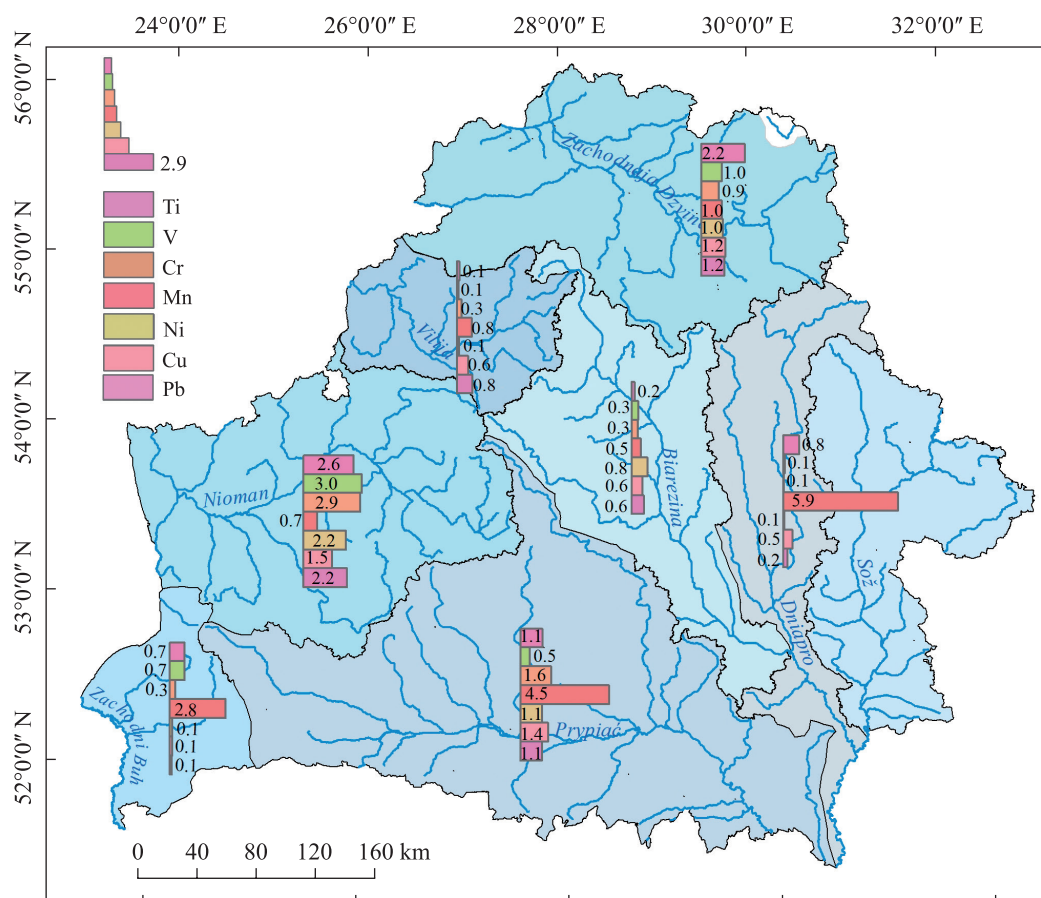 24°0′0″ E
26°0′0″ E
28°0′0″ E
30°0′0″ E
32°0′0″ E
56°0′0″ N
55°0′0″ N
54°0′0″ N
53°0′0″ N
52°0′0″ N
2.9
Ti
V
Cr
Mn
Ni
Cu
Pb
Zachodnaja Dzvina
2.2
1.0
0.9
1.0
1.0
1.2
1.2
Vilija
0.1
0.1
0.3
0.8
0.1
0.6
0.8
Nioman
2.6
3.0
2.9
0.7
2.2
1.5
2.2
Biarezina
0.2
0.3
0.3
0.5
0.8
0.6
0.6
Dniapro
0.8
0.1
0.1
5.9
0.1
0.5
0.2
Sož
Zachodni Buh
0.7
0.7
0.3
2.8
0.1
0.1
0.1
Prypiać
1.1
0.5
1.6
4.5
1.1
1.4
1.1
0 40 80 120 160 km